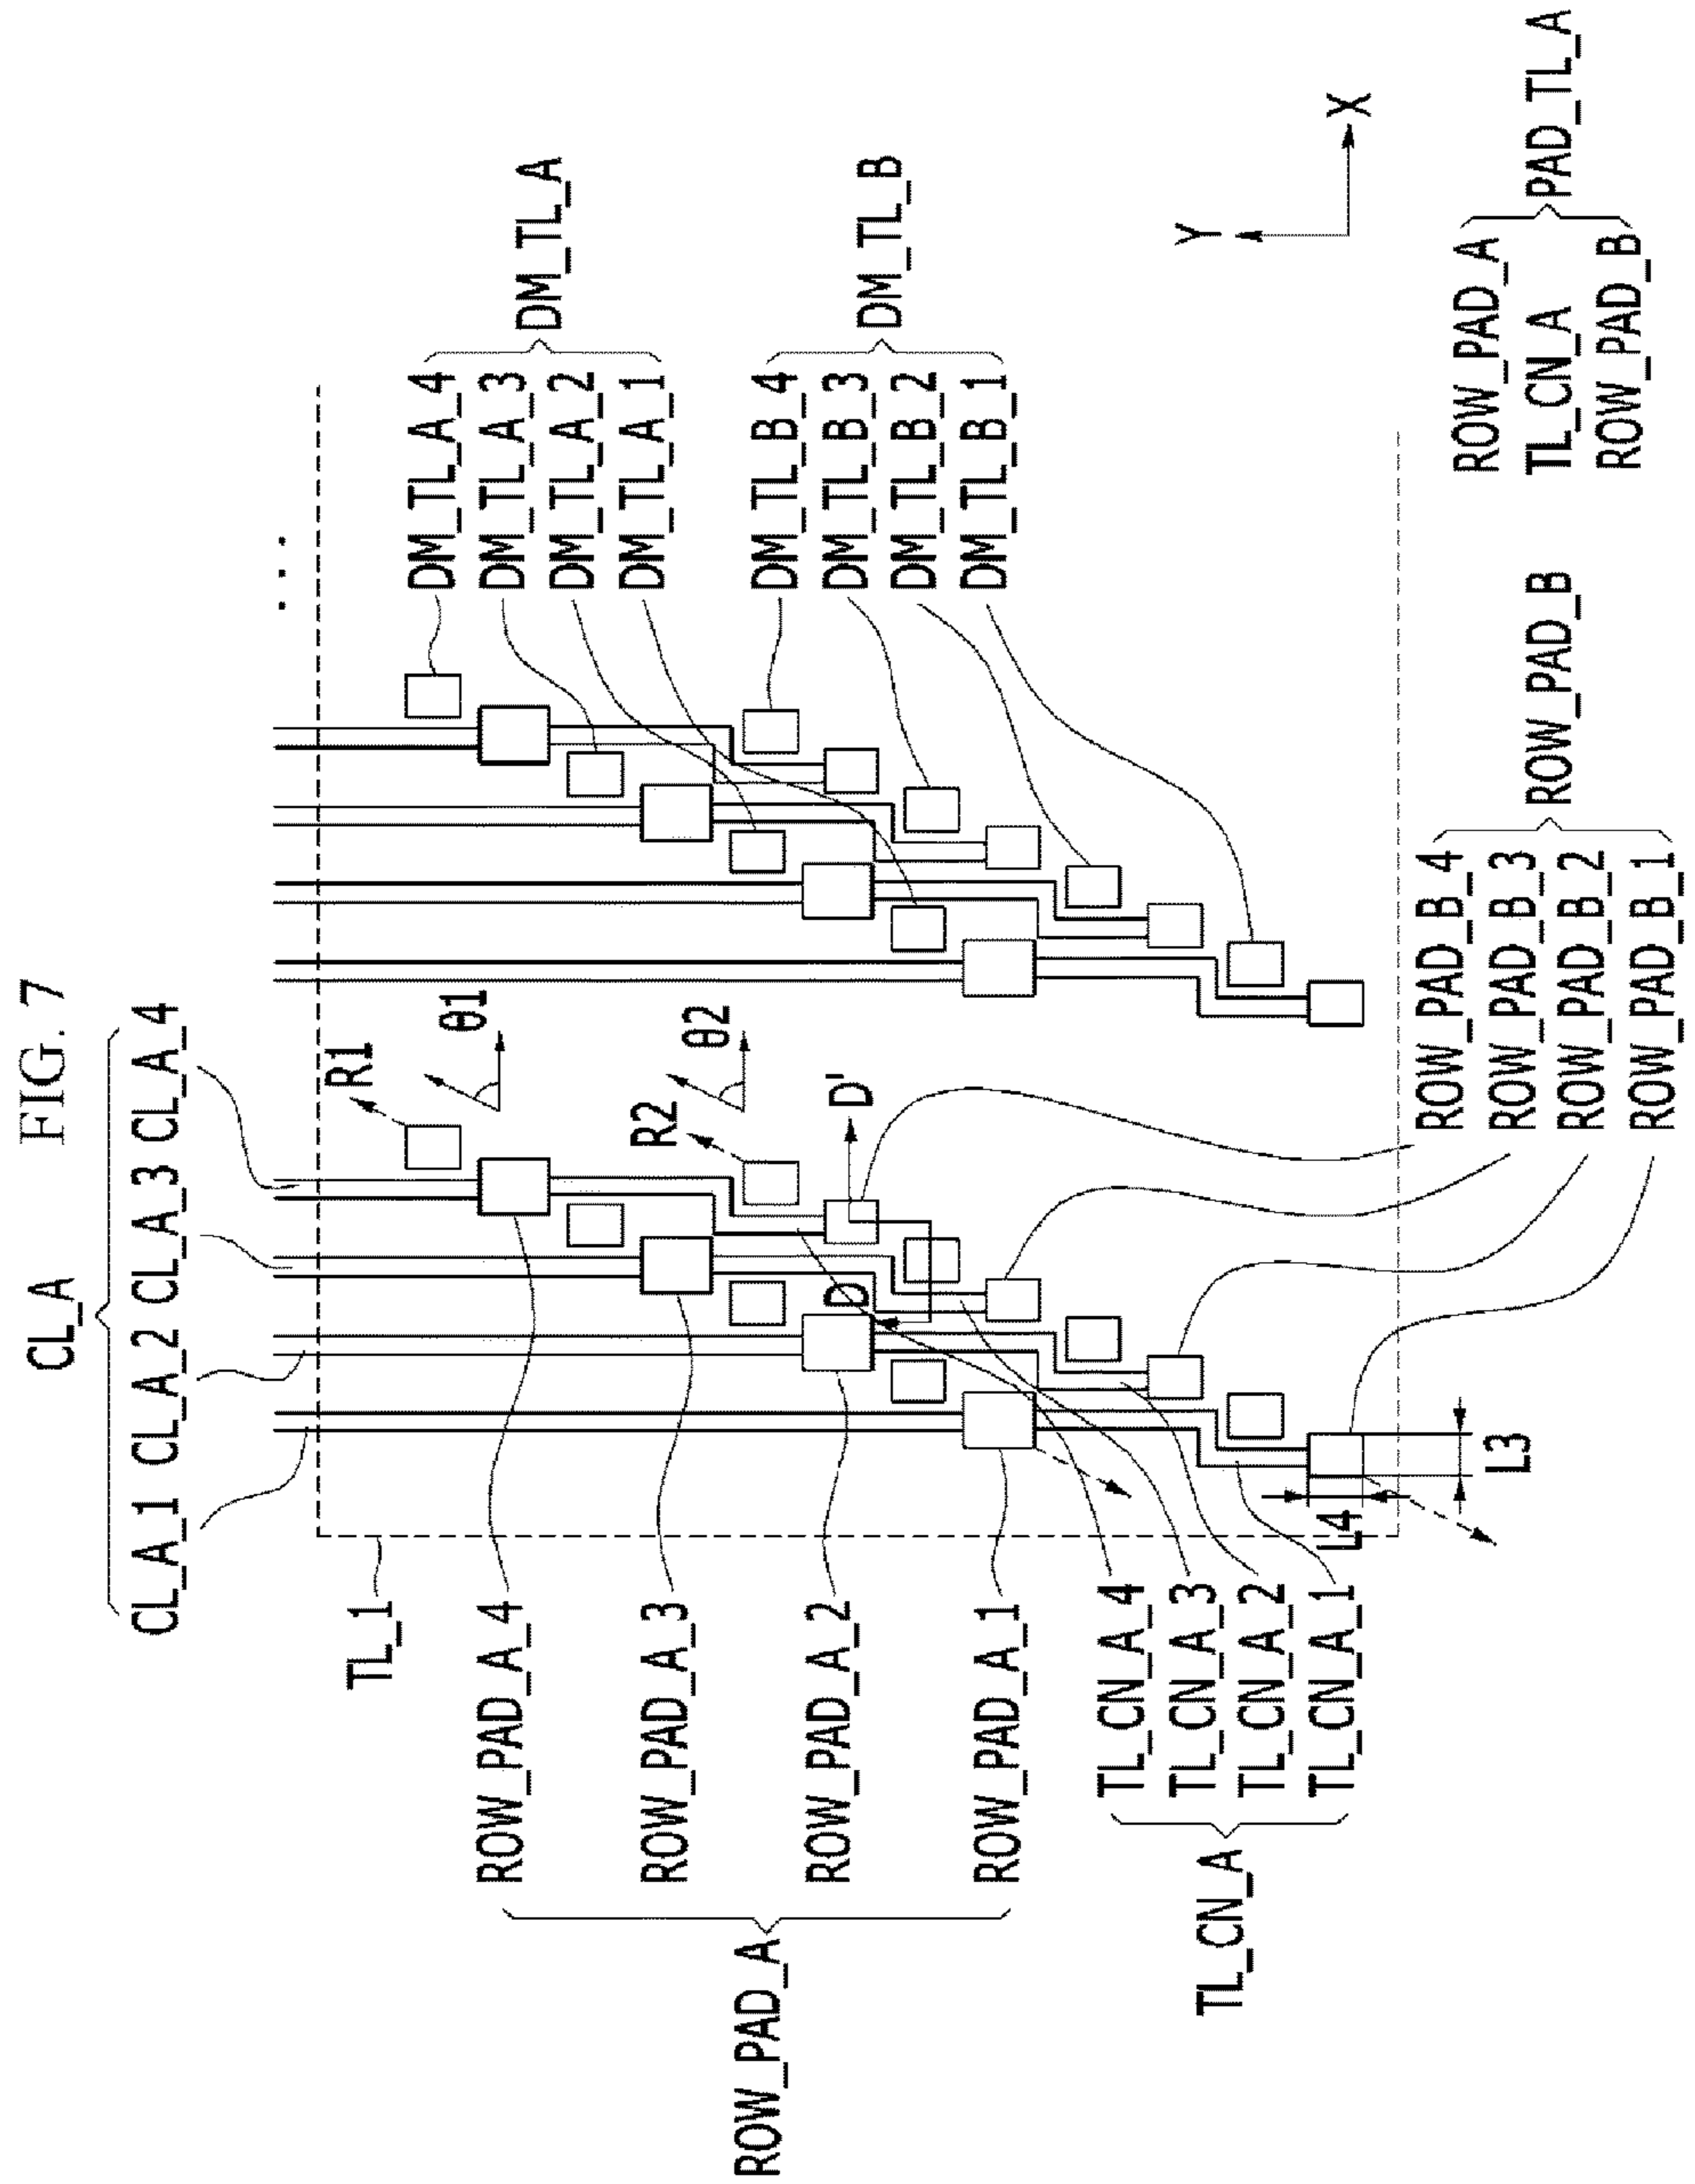 FIG. 7
CL_A
CL_A_1 CL_A_2 CL_A_3 CL_A_4
TL_1
R1
θ1
R2
θ2
D
D'
ROW_PAD_A
ROW_PAD_A_4
ROW_PAD_A_3
ROW_PAD_A_2
ROW_PAD_A_1
TL_CN_A
TL_CN_A_4
TL_CN_A_3
TL_CN_A_2
TL_CN_A_1
L4
L3
...
DM_TL_A_4
DM_TL_A_3
DM_TL_A_2
DM_TL_A_1
DM_TL_A
DM_TL_B_4
DM_TL_B_3
DM_TL_B_2
DM_TL_B_1
DM_TL_B
Y
X
ROW_PAD_B_4
ROW_PAD_B_3
ROW_PAD_B_2
ROW_PAD_B_1
ROW_PAD_B
ROW_PAD_A
TL_CN_A
ROW_PAD_B
PAD_TL_A